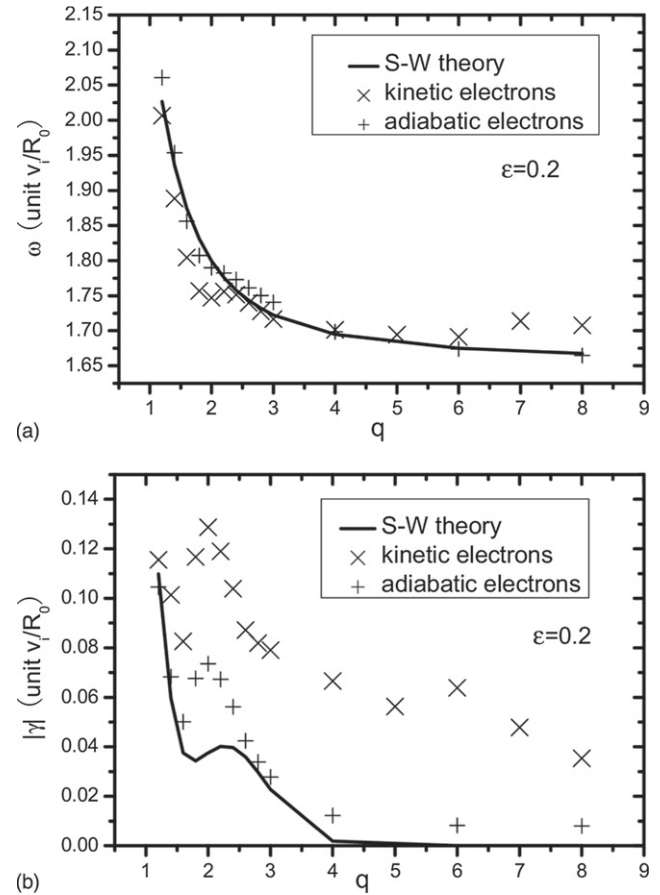 2.15
2.10
2.05
2.00
1.95
1.90
1.85
1.80
1.75
1.70
1.65
ω (unit v_i/R_0)
S-W theory
kinetic electrons
adiabatic electrons
ε=0.2
1 2 3 4 5 6 7 8 9
q
(a)
0.14
0.12
0.10
0.08
0.06
0.04
0.02
0.00
|γ| (unit v_i/R_0)
S-W theory
kinetic electrons
adiabatic electrons
ε=0.2
1 2 3 4 5 6 7 8 9
q
(b)